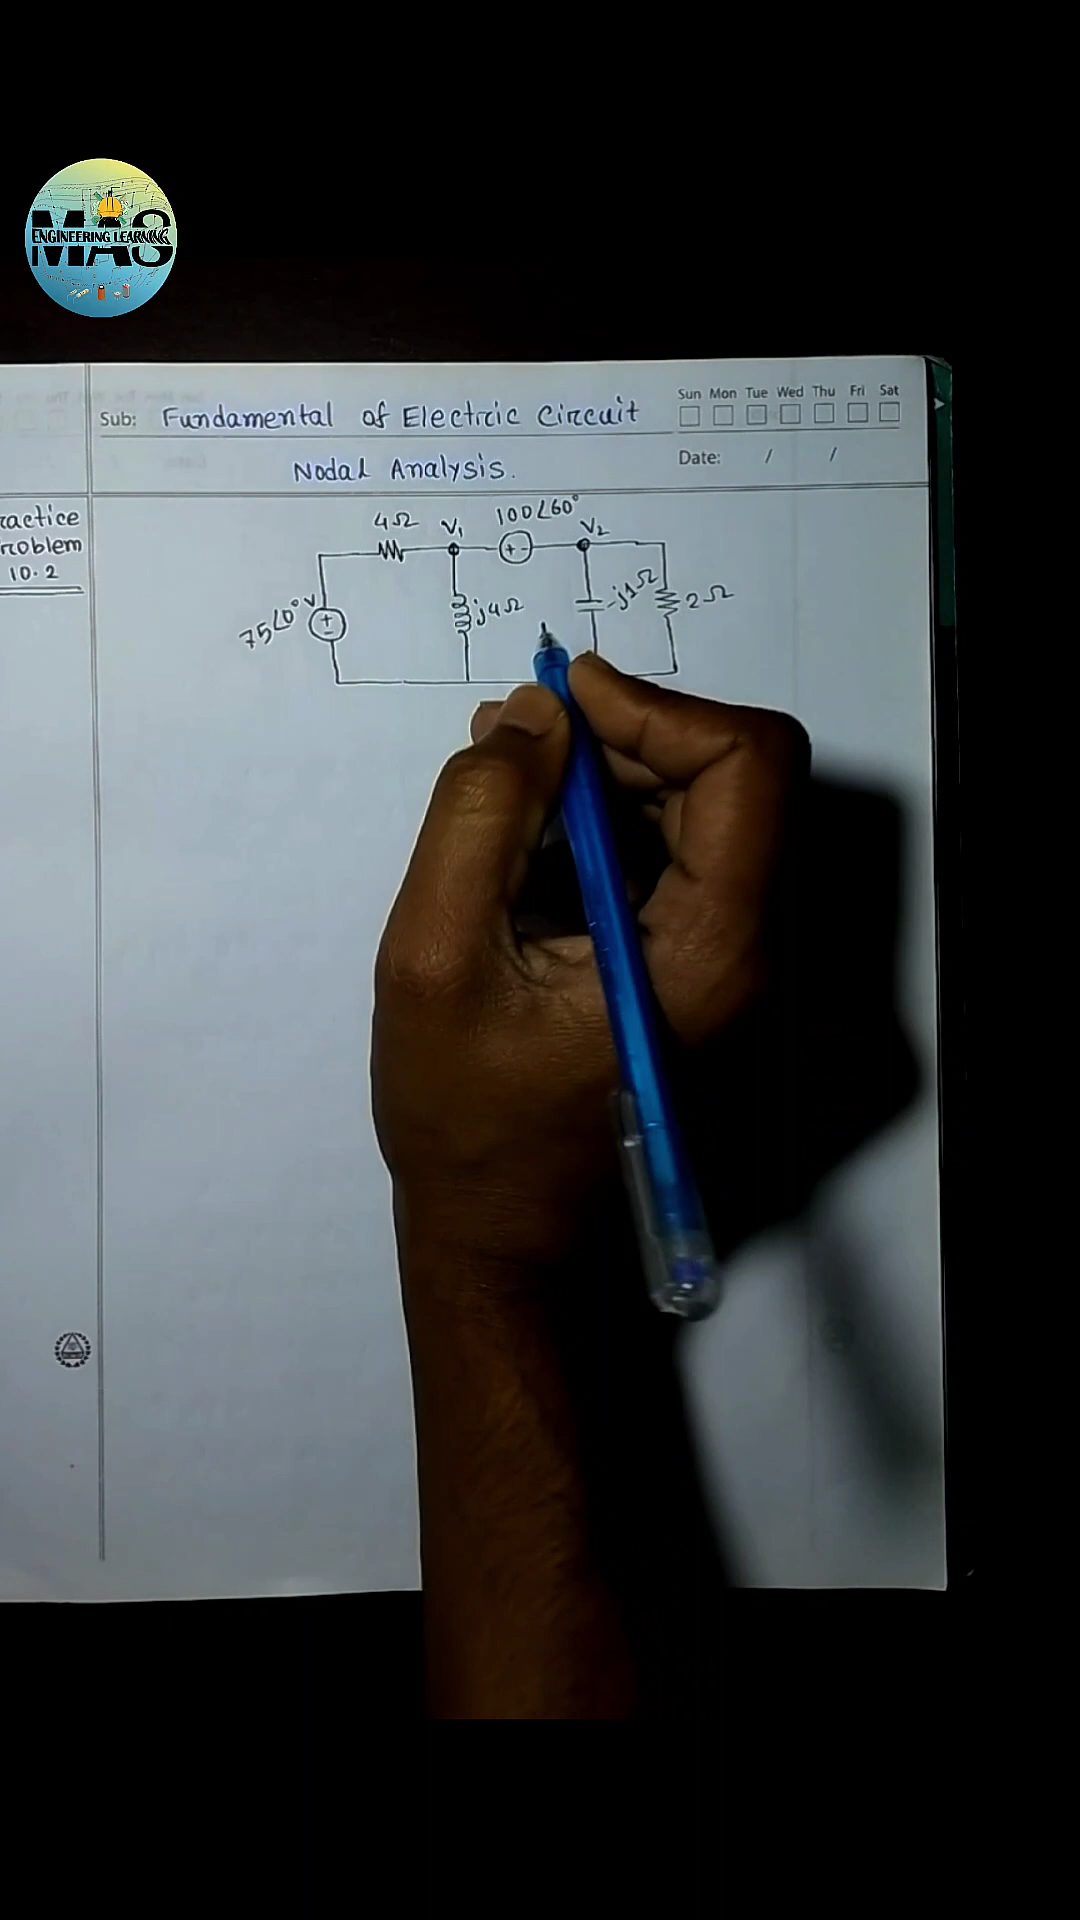 MAS
ENGINEERING LEARNING
Sun Mon Tue Wed Thu Fri Sat
Sub: Fundamental of Electric Circuit
Nodal Analysis.
Date: / /
ractice
roblem
10.2
4Ω
V₁
100∠60°
V₂
75∠0° V
+
-
+ -
j4Ω
-j1Ω
2Ω